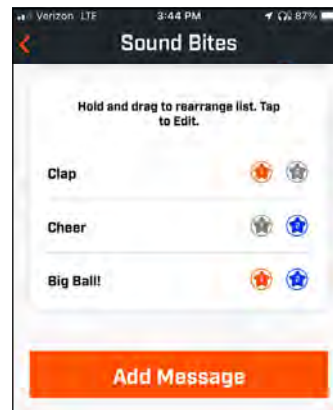 Verizon LTE 3:44 PM 87%
Sound Bites
Hold and drag to rearrange list. Tap
to Edit.
Clap
Cheer
Big Ball!
Add Message